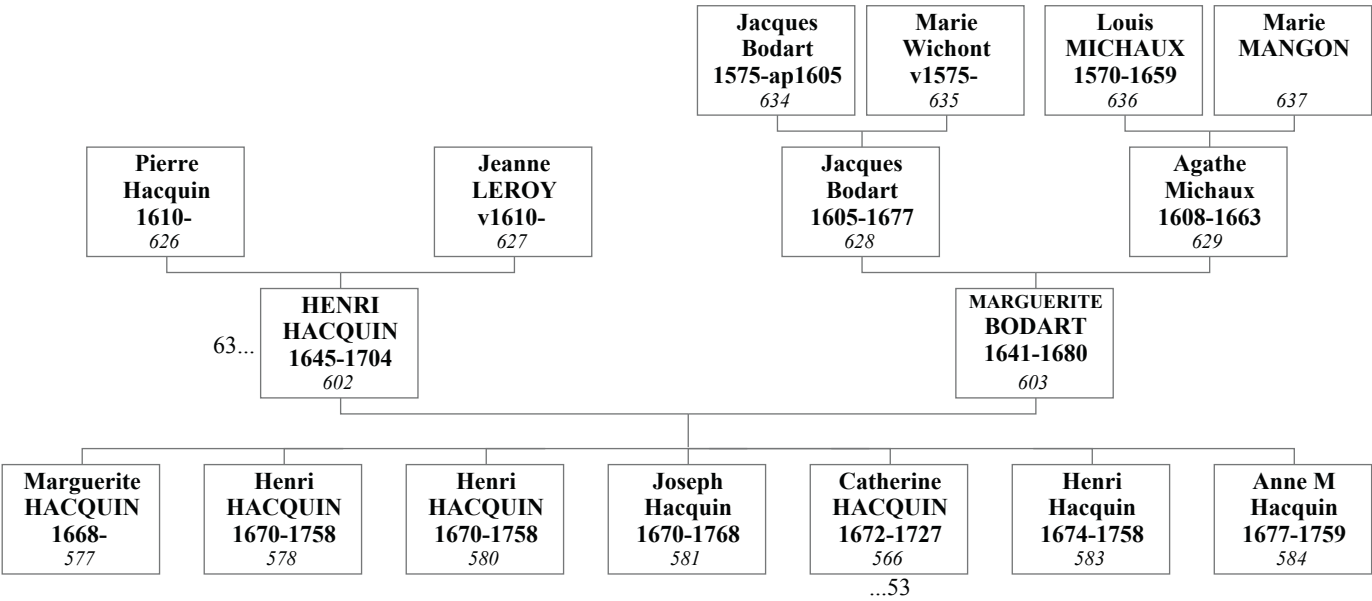 Jacques
Bodart
1575-ap1605
634
Marie
Wichont
v1575-
635
Louis
MICHAUX
1570-1659
636
Marie
MANGON
637
Pierre
Hacquin
1610-
626
Jeanne
LEROY
v1610-
627
Jacques
Bodart
1605-1677
628
Agathe
Michaux
1608-1663
629
63...
HENRI
HACQUIN
1645-1704
602
MARGUERITE
BODART
1641-1680
603
Marguerite
HACQUIN
1668-
577
Henri
HACQUIN
1670-1758
578
Henri
HACQUIN
1670-1758
580
Joseph
Hacquin
1670-1768
581
Catherine
HACQUIN
1672-1727
566
...53
Henri
Hacquin
1674-1758
583
Anne M
Hacquin
1677-1759
584